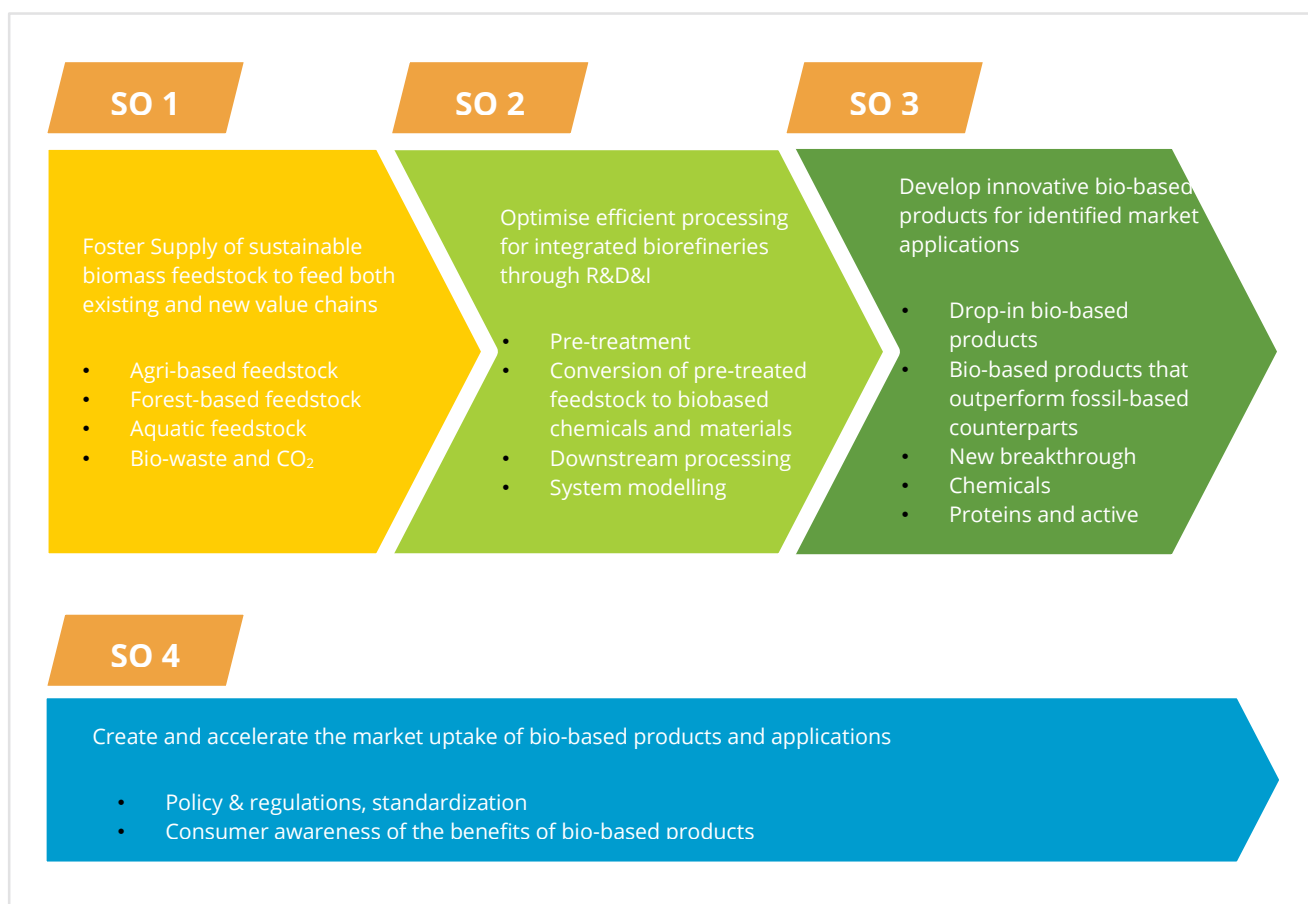 SO 1
Foster Supply of sustainable
biomass feedstock to feed both
existing and new value chains
• Agri-based feedstock
• Forest-based feedstock
• Aquatic feedstock
• Bio-waste and CO₂
SO 2
Optimise efficient processing
for integrated biorefineries
through R&D&I
• Pre-treatment
• Conversion of pre-treated
feedstock to biobased
chemicals and materials
• Downstream processing
• System modelling
SO 3
Develop innovative bio-based
products for identified market
applications
• Drop-in bio-based
products
• Bio-based products that
outperform fossil-based
counterparts
• New breakthrough
• Chemicals
• Proteins and active
SO 4
Create and accelerate the market uptake of bio-based products and applications
• Policy & regulations, standardization
• Consumer awareness of the benefits of bio-based products